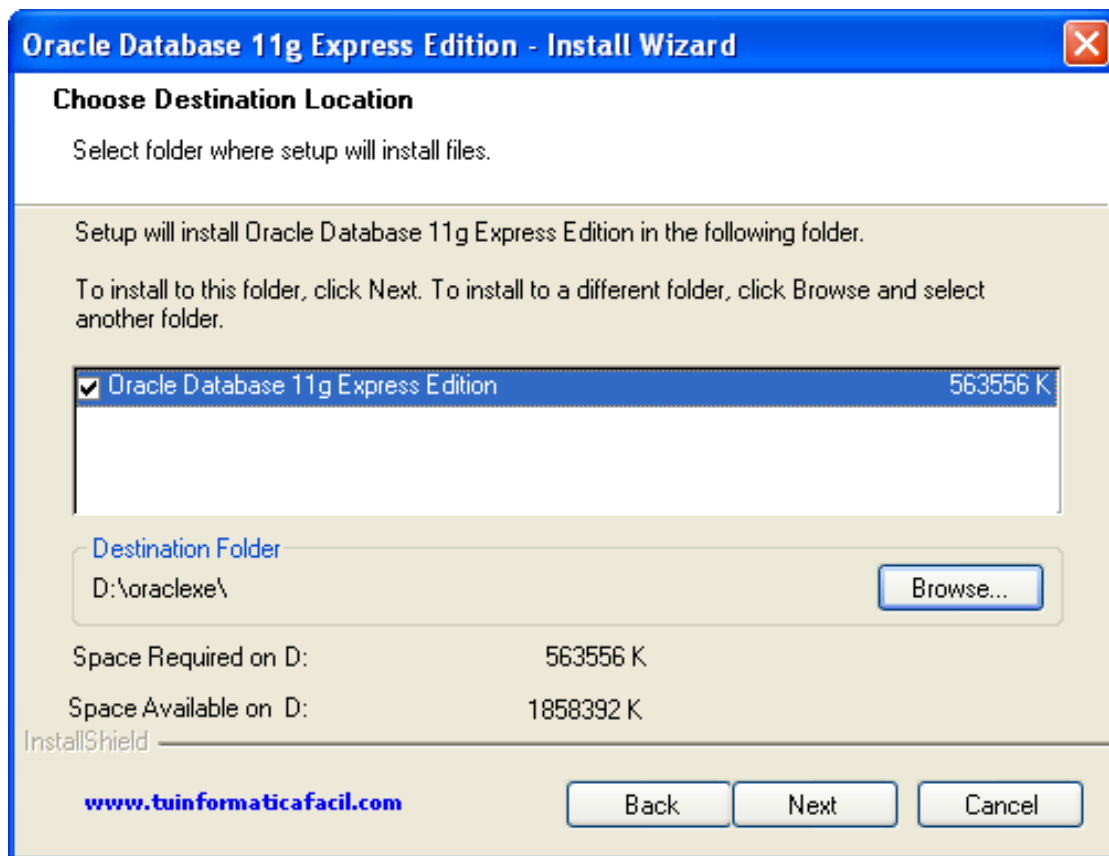 Oracle Database 11g Express Edition - Install Wizard
Choose Destination Location
Select folder where setup will install files.
Setup will install Oracle Database 11g Express Edition in the following folder.
To install to this folder, click Next. To install to a different folder, click Browse and select
another folder.
Oracle Database 11g Express Edition 563556 K
Destination Folder
D:\oraclexe\ Browse...
Space Required on D: 563556 K
Space Available on D: 1858392 K
InstallShield
www.tuinformaticafacil.com Back Next Cancel